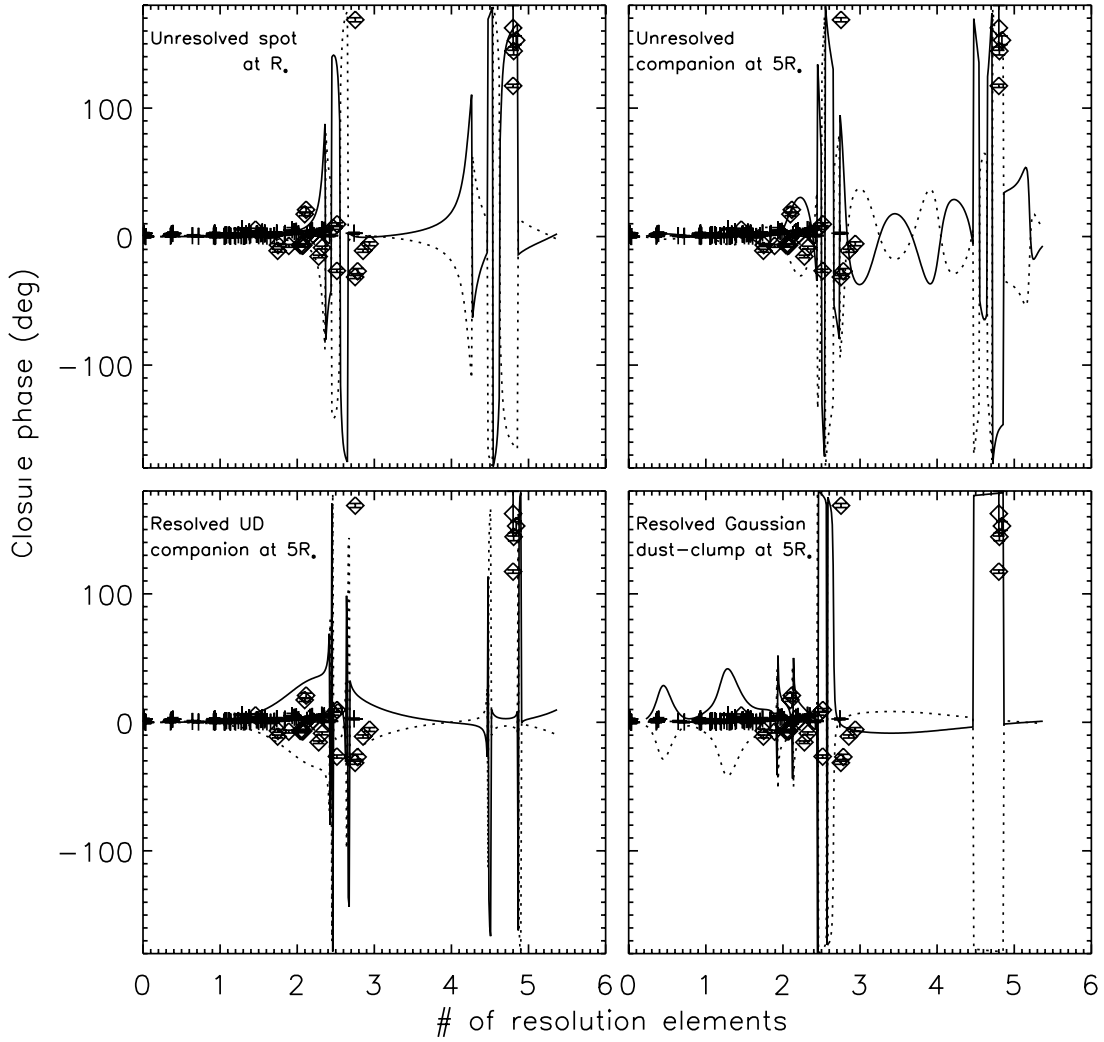 Unresolved spot
at R•
Unresolved
companion at 5R•
100
0
−100
Resolved UD
companion at 5R•
Resolved Gaussian
dust−clump at 5R•
100
0
−100
Closure phase (deg)
0 1 2 3 4 5 6 0 1 2 3 4 5 6
# of resolution elements